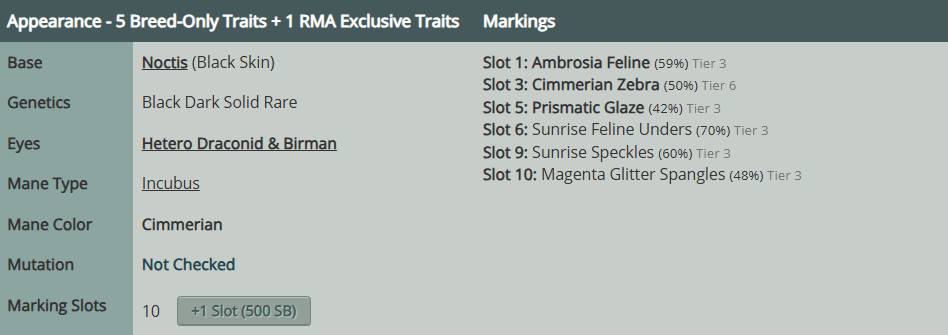 Appearance - 5 Breed-Only Traits + 1 RMA Exclusive Traits
Base
Noctis (Black Skin)
Genetics
Black Dark Solid Rare
Eyes
Hetero Draconid & Birman
Mane Type
Incubus
Mane Color
Cimmerian
Mutation
Not Checked
Marking Slots
10
+1 Slot (500 SB)
Markings
Slot 1: Ambrosia Feline (59%) Tier 3
Slot 3: Cimmerian Zebra (50%) Tier 6
Slot 5: Prismatic Glaze (42%) Tier 3
Slot 6: Sunrise Feline Unders (70%) Tier 3
Slot 9: Sunrise Speckles (60%) Tier 3
Slot 10: Magenta Glitter Spangles (48%) Tier 3